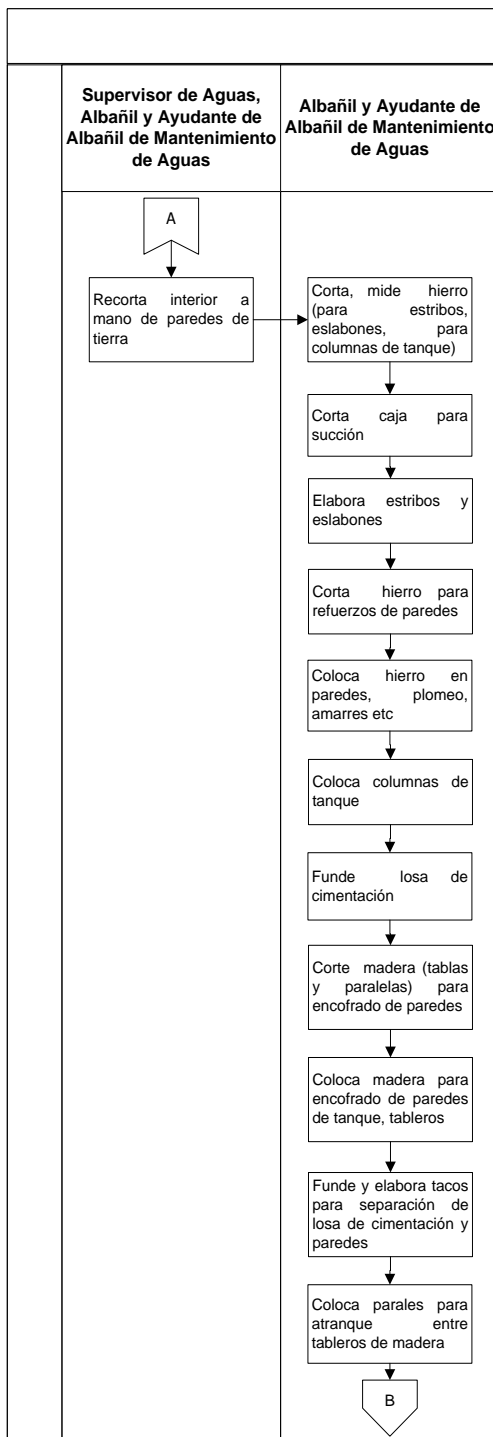 Supervisor de Aguas,
Albañil y Ayudante de
Albañil de Mantenimiento
de Aguas
Albañil y Ayudante de
Albañil de Mantenimiento
de Aguas
A
Recorta interior a
mano de paredes de
tierra
Corta, mide hierro
(para estribos,
eslabones, para
columnas de tanque)
Corta caja para
succión
Elabora estribos y
eslabones
Corta hierro para
refuerzos de paredes
Coloca hierro en
paredes, plomeo,
amarres etc
Coloca columnas de
tanque
Funde losa de
cimentación
Corte madera (tablas
y paralelas) para
encofrado de paredes
Coloca madera para
encofrado de paredes
de tanque, tableros
Funde y elabora tacos
para separación de
losa de cimentación y
paredes
Coloca parales para
atranque entre
tableros de madera
B